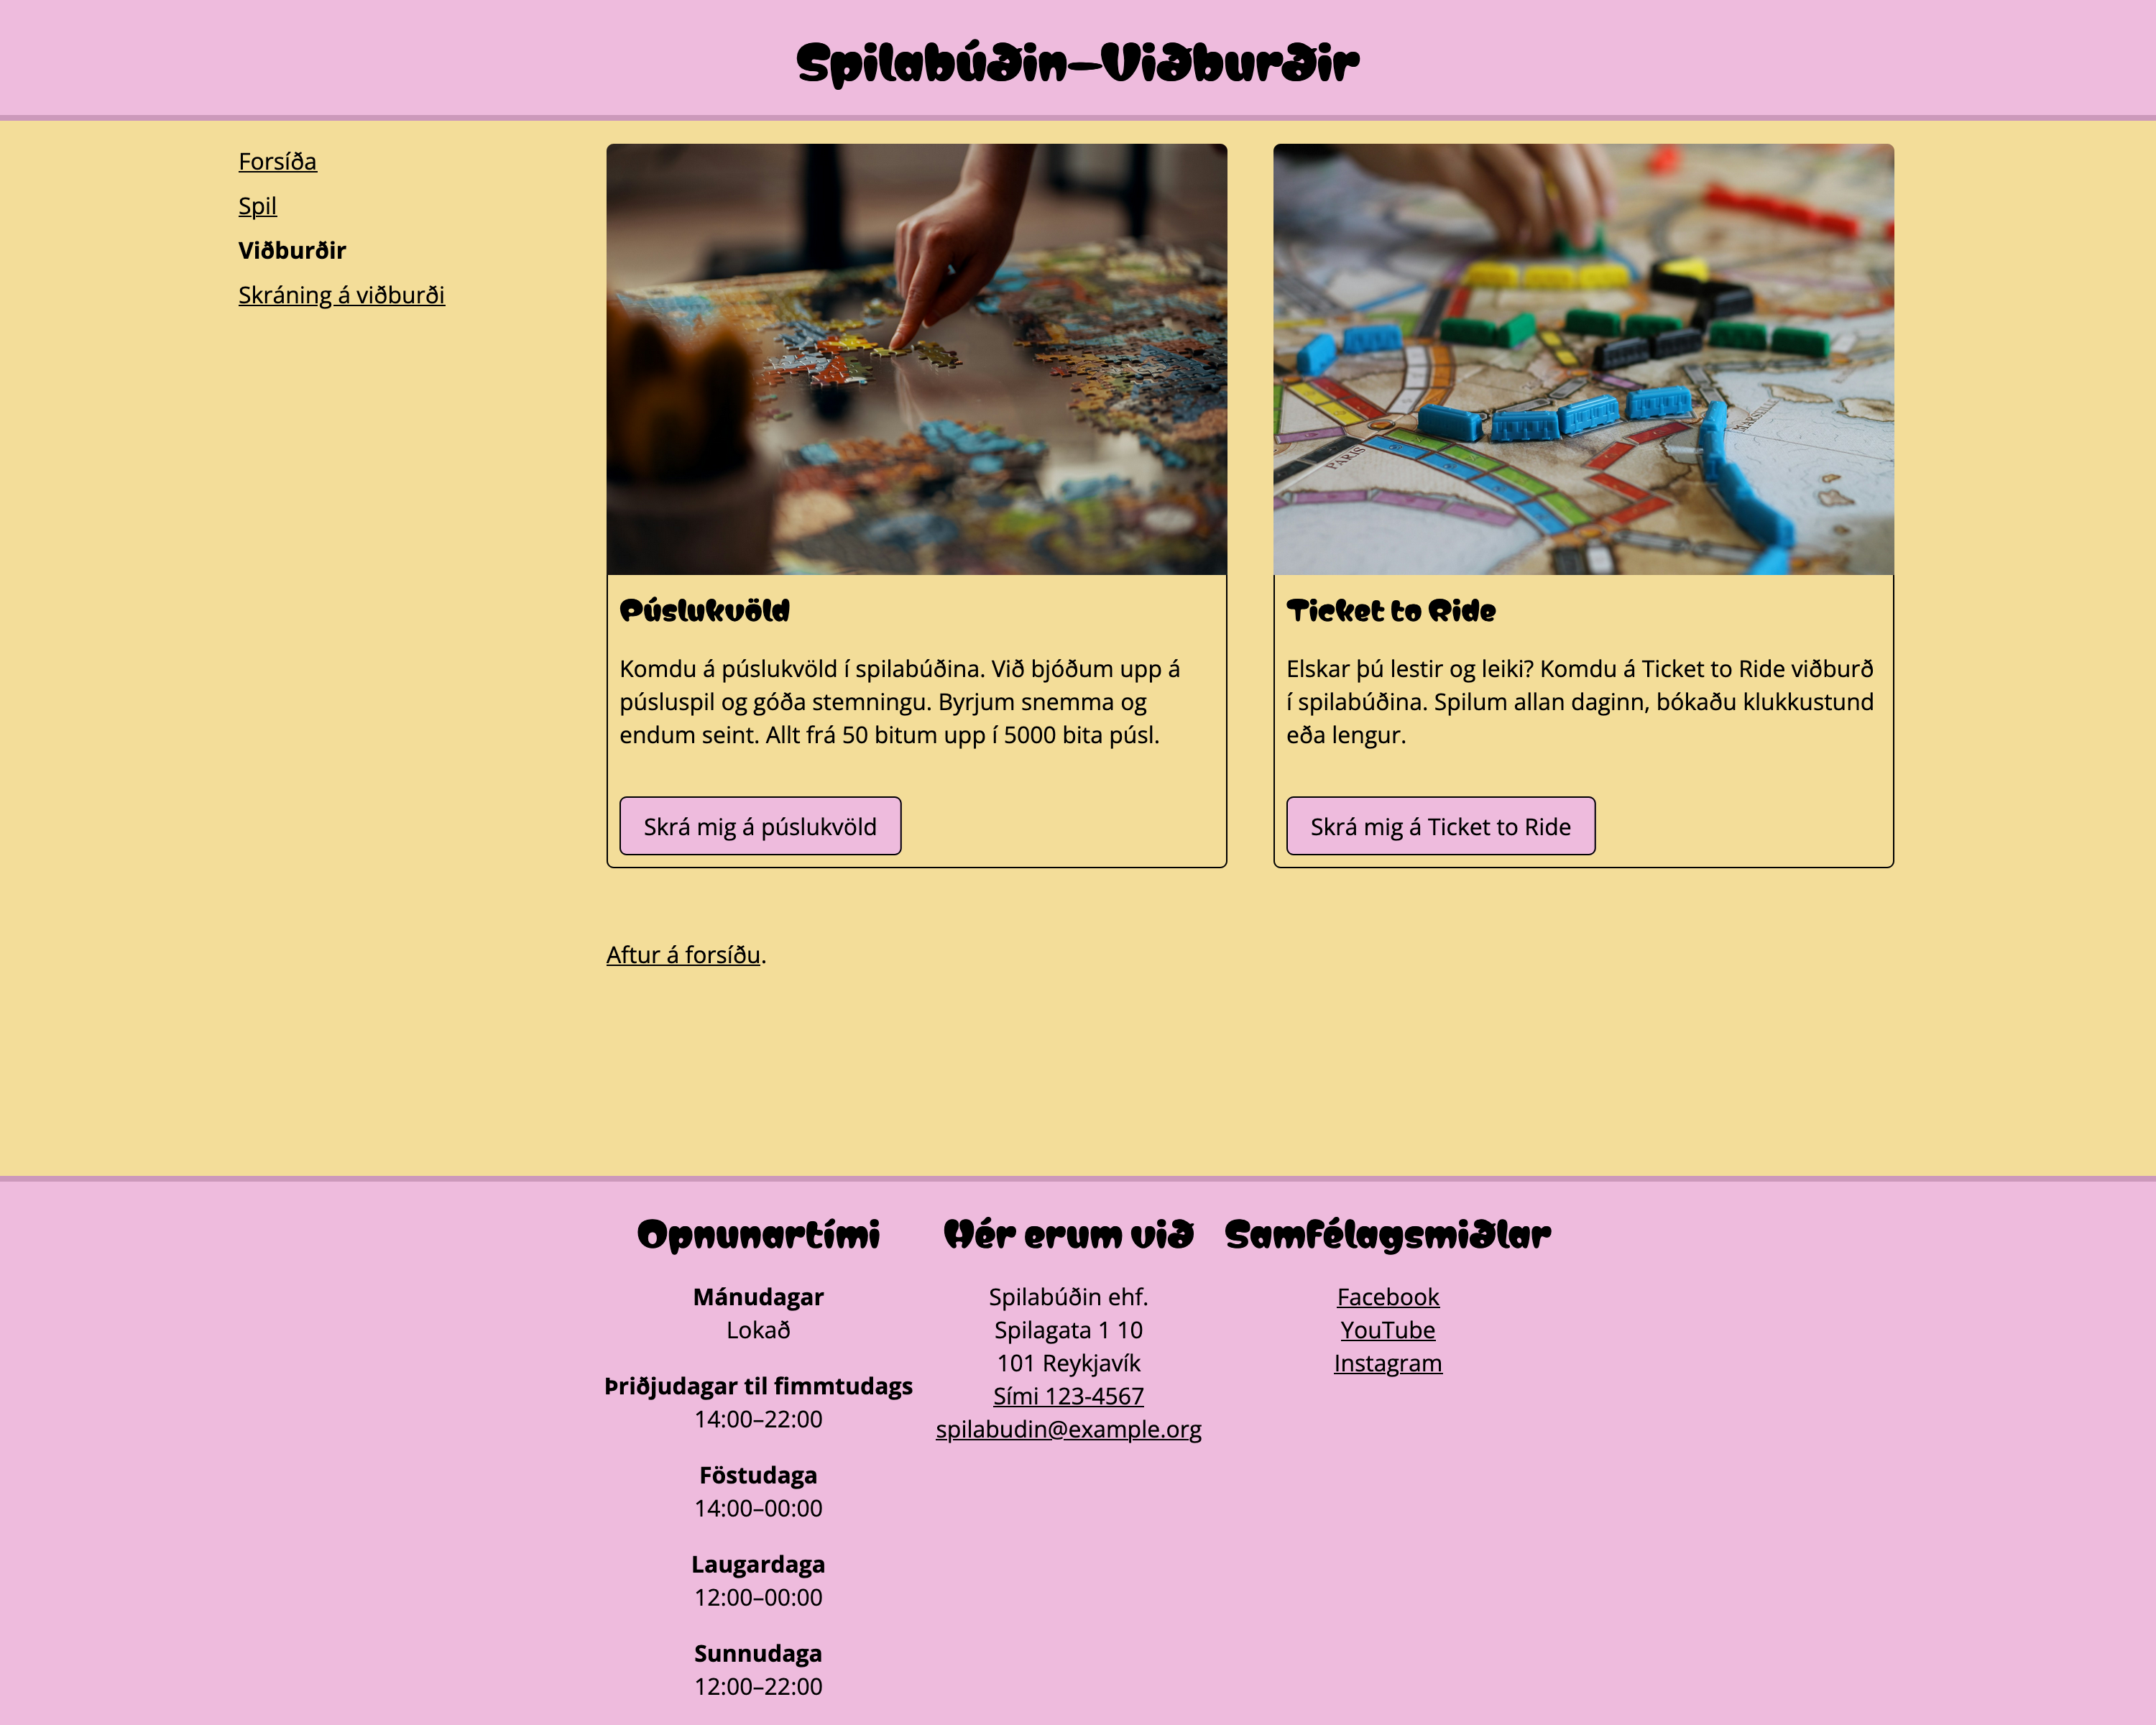 Spilabúðin—Viðburðir
Forsíða
Spil
Viðburðir
Skráning á viðburði
MARSEILLE
PARIS
Púslukvöld
Komdu á púslukvöld í spilabúðina. Við bjóðum upp á
púsluspil og góða stemningu. Byrjum snemma og
endum seint. Allt frá 50 bitum upp í 5000 bita púsl.
Skrá mig á púslukvöld
Ticket to Ride
Elskar þú lestir og leiki? Komdu á Ticket to Ride viðburð
í spilabúðina. Spilum allan daginn, bókaðu klukkustund
eða lengur.
Skrá mig á Ticket to Ride
Aftur á forsíðu.
Opnunartími
Mánudagar
Lokað
Þriðjudagar til fimmtudags
14:00–22:00
Föstudaga
14:00–00:00
Laugardaga
12:00–00:00
Sunnudaga
12:00–22:00
Hér erum við
Spilabúðin ehf.
Spilagata 1 10
101 Reykjavík
Sími 123-4567
spilabudin@example.org
Samfélagsmiðlar
Facebook
YouTube
Instagram